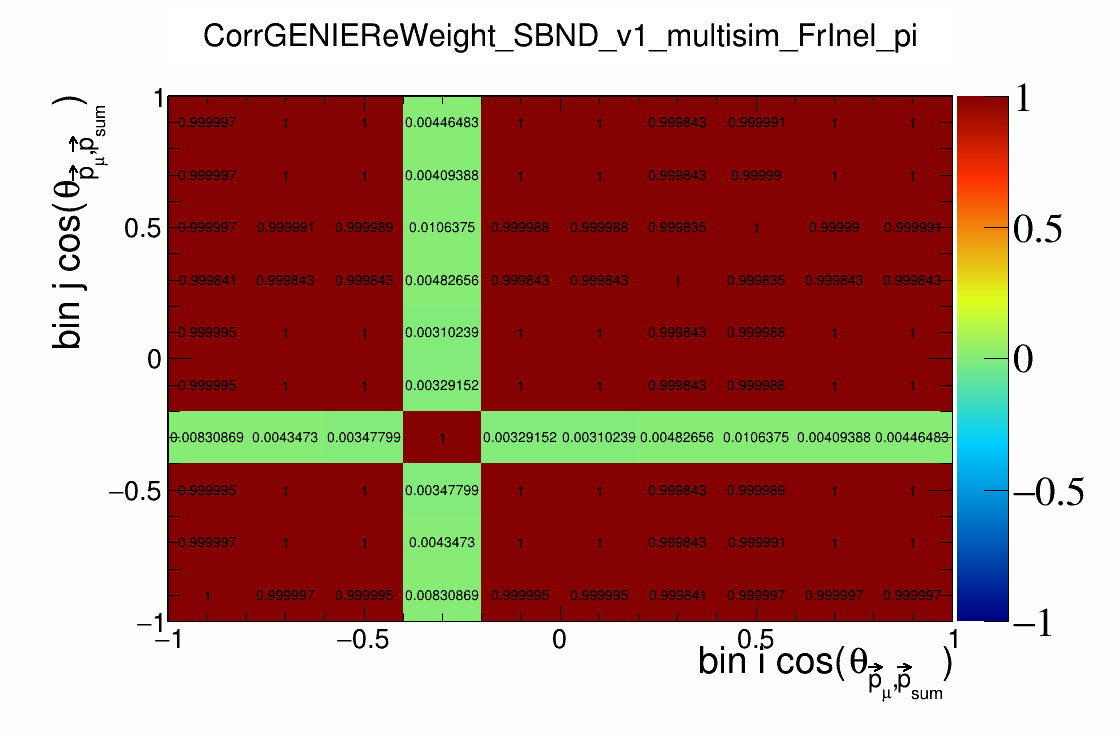 CorrGENIEReWeight_SBND_v1_multisim_FrInel_pi
bin j cos(θ p⃗μ,p⃗sum)
1
0.5
0
−0.5
−1
0.999997 1 1 0.00446483 1 1 0.999843 0.999991 1 1
0.999997 1 1 0.00409388 1 1 0.999843 0.99999 1 1
0.999997 0.999991 0.999989 0.0106375 0.999988 0.999988 0.999835 1 0.99999 0.999991
0.999841 0.999843 0.999843 0.00482656 0.999843 0.999843 1 0.999835 0.999843 0.999843
0.999995 1 1 0.00310239 1 1 0.999843 0.999988 1 1
0.999995 1 1 0.00329152 1 1 0.999843 0.999988 1 1
0.00830869 0.0043473 0.00347799 1 0.00329152 0.00310239 0.00482656 0.0106375 0.00409388 0.00446483
0.999995 1 1 0.00347799 1 1 0.999843 0.999989 1 1
0.999997 1 1 0.0043473 1 1 0.999843 0.999991 1 1
1 0.999997 0.999995 0.00830869 0.999995 0.999995 0.999841 0.999997 0.999997 0.999997
−1 −0.5 0 0.5 1
bin i cos(θ p⃗μ,p⃗sum)
1
0.5
0
−0.5
−1